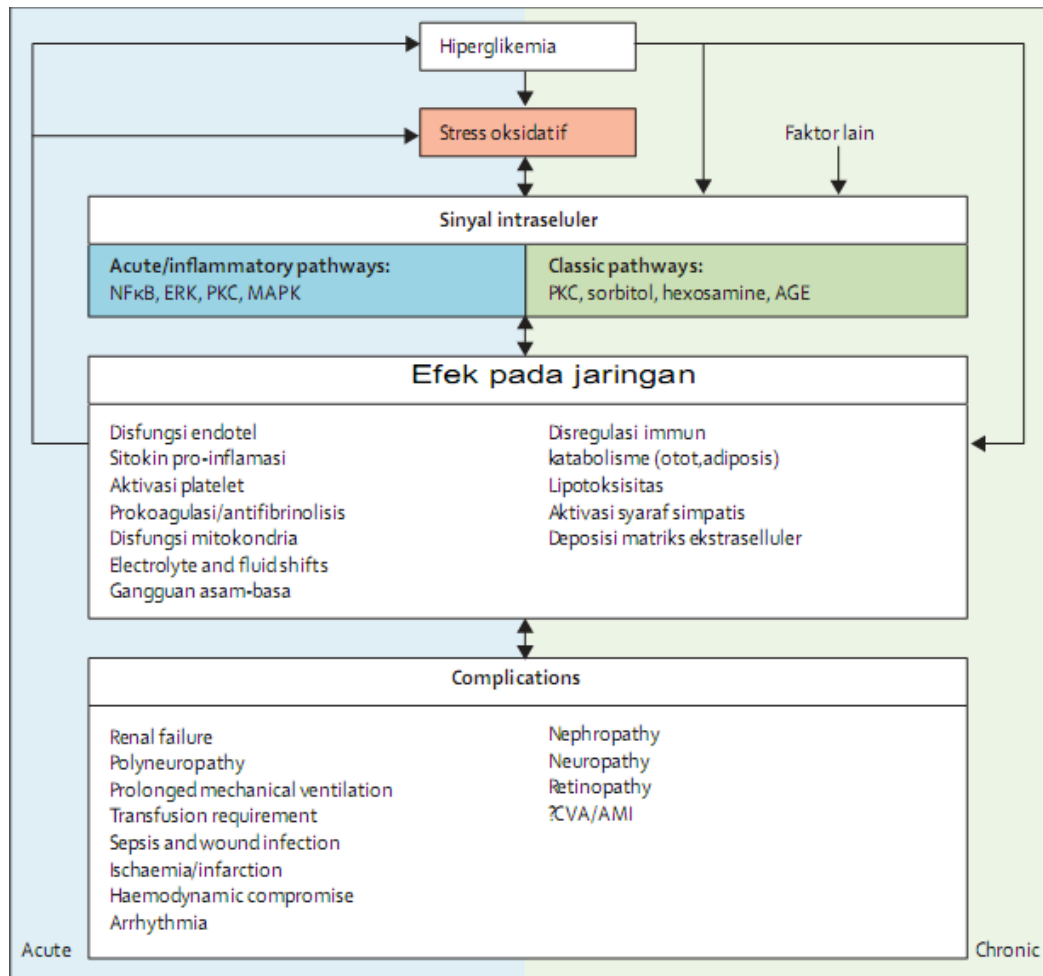 Hiperglikemia
Stress oksidatif
Faktor lain
Sinyal intraseluler
Acute/inflammatory pathways:
NFκB, ERK, PKC, MAPK
Classic pathways:
PKC, sorbitol, hexosamine, AGE
Efek pada jaringan
Disfungsi endotel
Sitokin pro-inflamasi
Aktivasi platelet
Prokoagulasi/antifibrinolisis
Disfungsi mitokondria
Electrolyte and fluid shifts
Gangguan asam-basa
Disregulasi immun
katabolisme (otot,adiposis)
Lipotoksisitas
Aktivasi syaraf simpatis
Deposisi matriks ekstraselluler
Complications
Renal failure
Polyneuropathy
Prolonged mechanical ventilation
Transfusion requirement
Sepsis and wound infection
Ischaemia/infarction
Haemodynamic compromise
Arrhythmia
Nephropathy
Neuropathy
Retinopathy
?CVA/AMI
Acute
Chronic